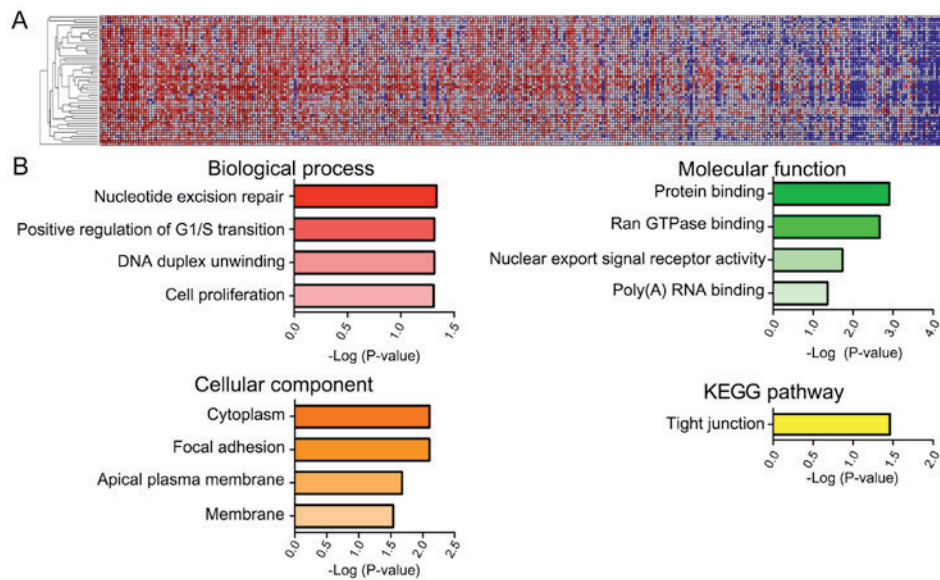 A
B
Biological process
Nucleotide excision repair
Positive regulation of G1/S transition
DNA duplex unwinding
Cell proliferation
0.0 0.5 1.0 1.5
-Log (P-value)
Molecular function
Protein binding
Ran GTPase binding
Nuclear export signal receptor activity
Poly(A) RNA binding
0.0 1.0 2.0 3.0 4.0
-Log (P-value)
Cellular component
Cytoplasm
Focal adhesion
Apical plasma membrane
Membrane
0.0 0.5 1.0 1.5 2.0 2.5
-Log (P-value)
KEGG pathway
Tight junction
0.0 0.5 1.0 1.5 2.0
-Log (P-value)